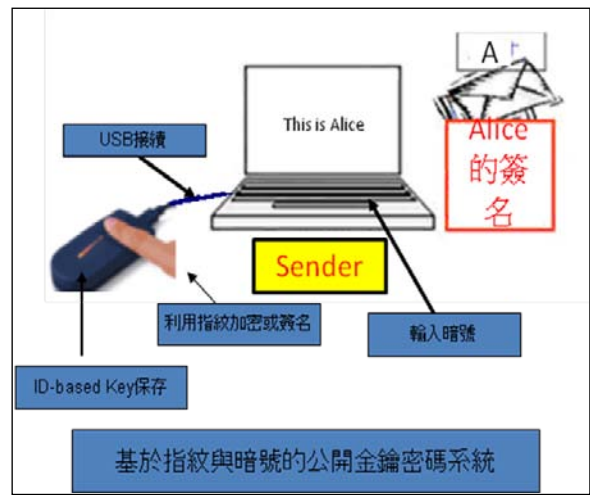 A
This is Alice
USB接續
Alice
的簽
名
Sender
利用指紋加密或簽名
輸入暗號
ID-based Key保存
基於指紋與暗號的公開金鑰密碼系統